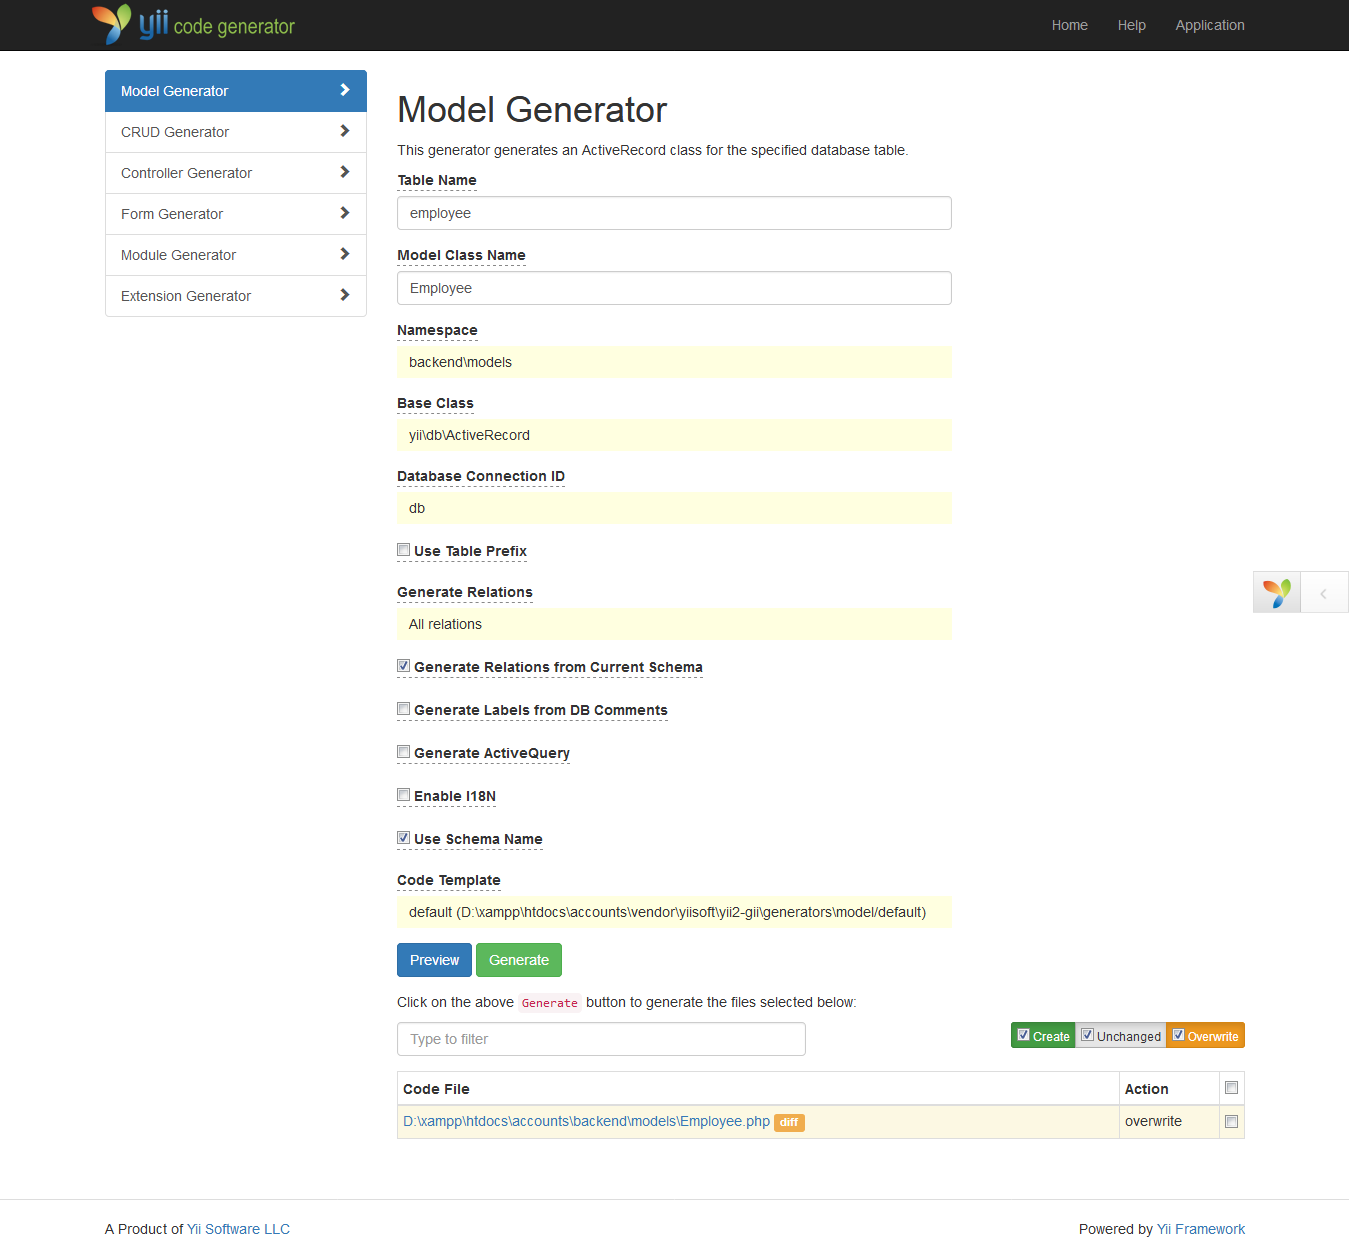 yii code generator
Home Help Application
Model Generator
CRUD Generator
Controller Generator
Form Generator
Module Generator
Extension Generator
Model Generator
This generator generates an ActiveRecord class for the specified database table.
Table Name
employee
Model Class Name
Employee
Namespace
backend\models
Base Class
yii\db\ActiveRecord
Database Connection ID
db
Use Table Prefix
Generate Relations
All relations
Generate Relations from Current Schema
Generate Labels from DB Comments
Generate ActiveQuery
Enable I18N
Use Schema Name
Code Template
default (D:\xampp\htdocs\accounts\vendor\yiisoft\yii2-gii\generators\model/default)
Preview Generate
Click on the above Generate button to generate the files selected below:
Type to filter Create Unchanged Overwrite
Code File Action
D:\xampp\htdocs\accounts\backend\models\Employee.php diff overwrite
A Product of Yii Software LLC Powered by Yii Framework